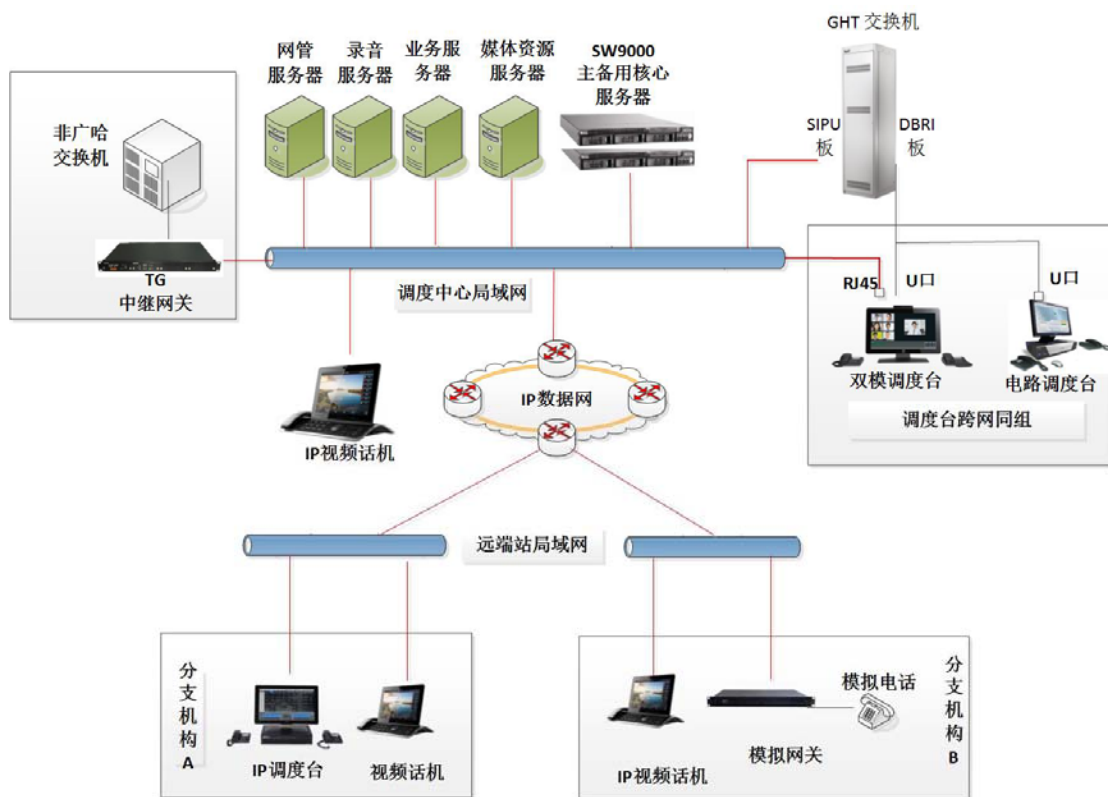 GHT 交换机
网管
服务器
录音
服务器
业务服
务器
媒体资源
服务器
SW9000
主备用核心
服务器
SIPU
板
DBRI
板
非广哈
交换机
TG
中继网关
调度中心局域网
RJ45
U口
U口
双模调度台
电路调度台
调度台跨网同组
IP视频话机
IP数据网
远端站局域网
分支机构A
IP调度台
视频话机
IP视频话机
模拟网关
模拟电话
分支机构B